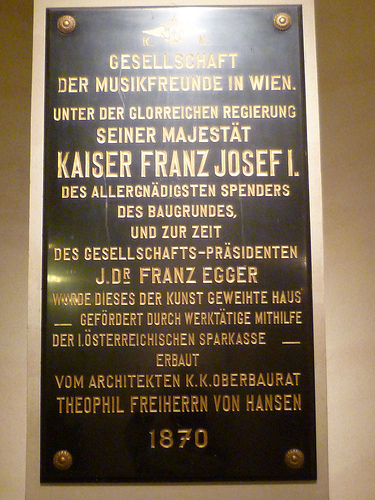 K K
GESELLSCHAFT
DER MUSIKFREUNDE IN WIEN.
UNTER DER GLORREICHEN REGIERUNG
SEINER MAJESTÄT
KAISER FRANZ JOSEF I.
DES ALLERGNÄDIGSTEN SPENDERS
DES BAUGRUNDES,
UND ZUR ZEIT
DES GESELLSCHAFTS-PRÄSIDENTEN
J.DR FRANZ EGGER
WURDE DIESES DER KUNST GEWEIHTE HAUS
GEFÖRDERT DURCH WERKTÄTIGE MITHILFE
DER I.ÖSTERREICHISCHEN SPARKASSE
ERBAUT
VOM ARCHITEKTEN K.K.OBERBAURAT
THEOPHIL FREIHERRN VON HANSEN
1870